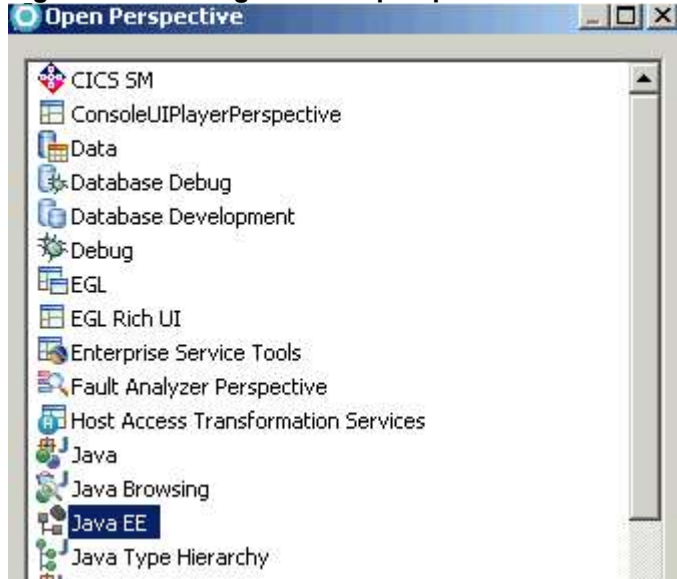 Open Perspective
CICS SM
ConsoleUIPlayerPerspective
Data
Database Debug
Database Development
Debug
EGL
EGL Rich UI
Enterprise Service Tools
Fault Analyzer Perspective
Host Access Transformation Services
Java
Java Browsing
Java EE
Java Type Hierarchy